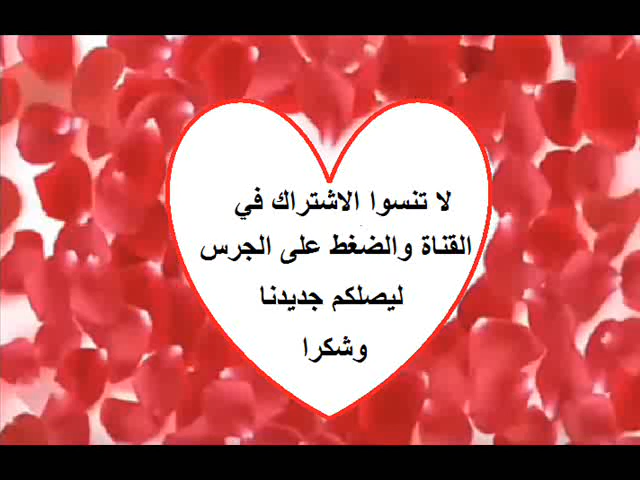 لا تنسوا الاشتراك في
القناة والضغط على الجرس
ليصلكم جديدنا
وشكرا